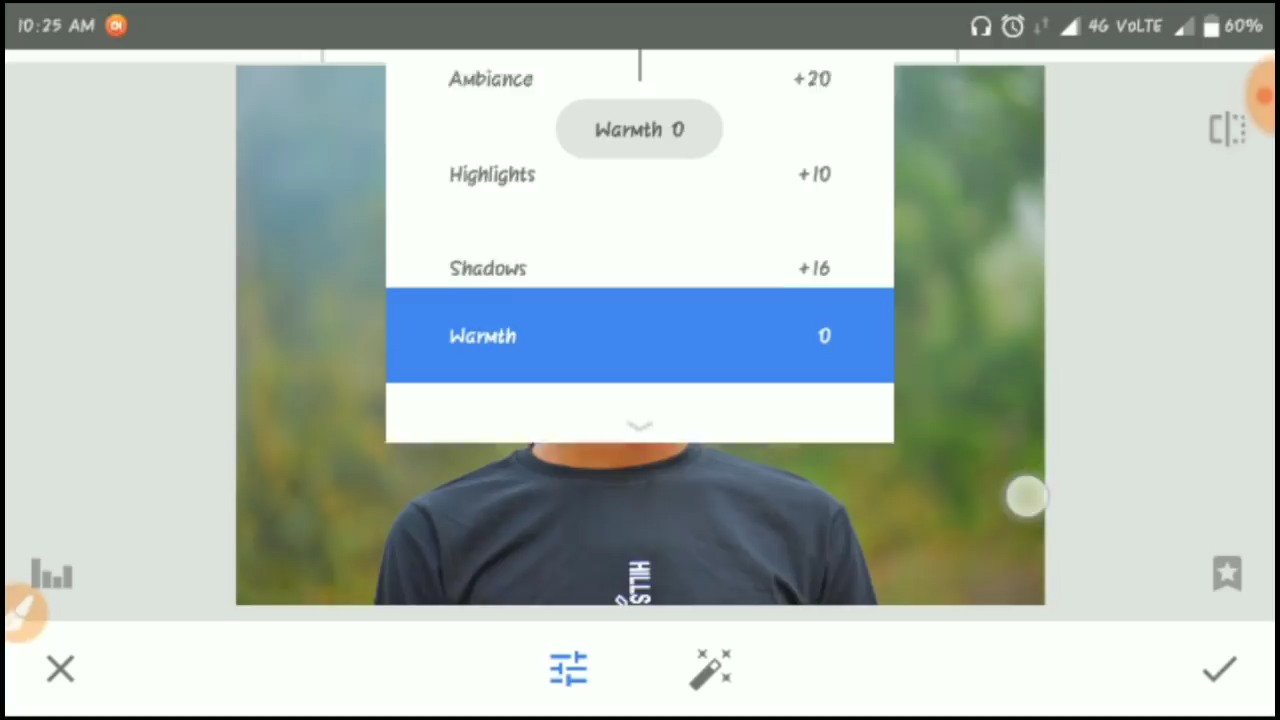 10:25 AM
4G VoLTE
60%
Ambiance +20
Warmth 0
Highlights +10
Shadows +16
Warmth 0
HILLS